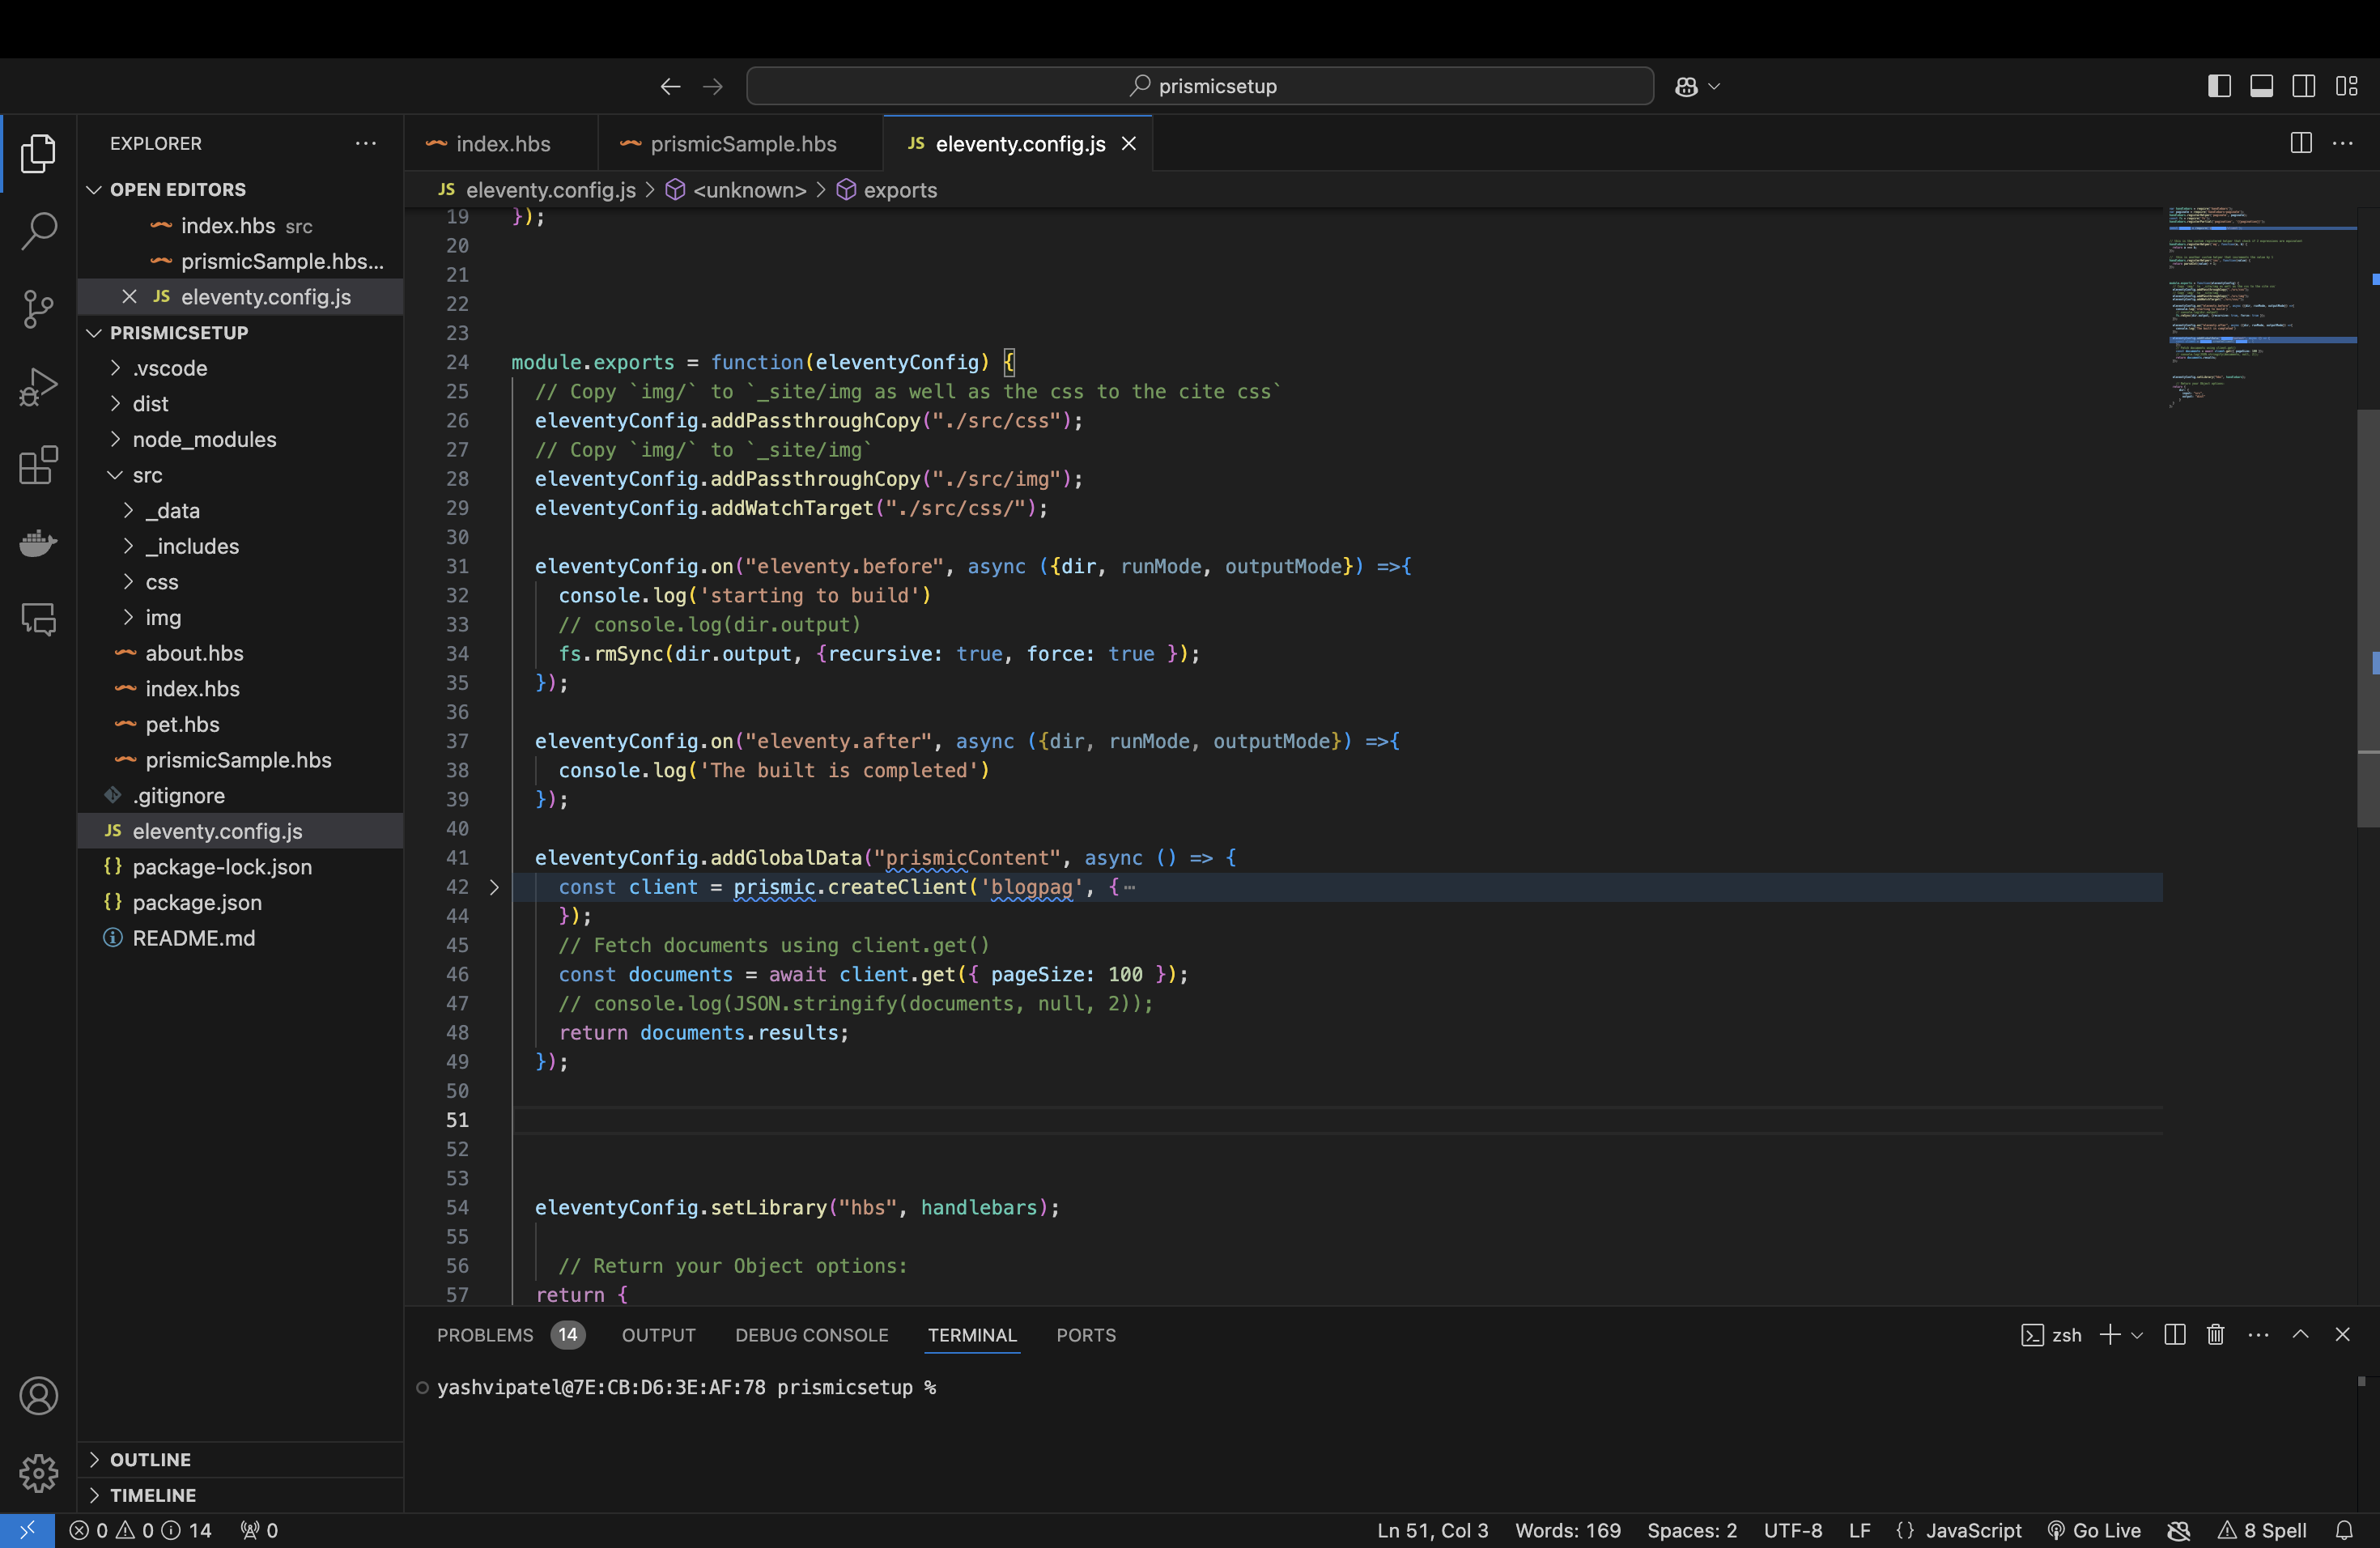 prismicsetup
EXPLORER
OPEN EDITORS
index.hbs src
prismicSample.hbs...
JS eleventy.config.js
PRISMICSETUP
.vscode
dist
node_modules
src
_data
_includes
css
img
about.hbs
index.hbs
pet.hbs
prismicSample.hbs
.gitignore
JS eleventy.config.js
{} package-lock.json
{} package.json
README.md
OUTLINE
TIMELINE
index.hbs
prismicSample.hbs
JS eleventy.config.js
JS eleventy.config.js > <unknown> > exports
19 });
20
21
22
23
24 module.exports = function(eleventyConfig) {
25 // Copy `img/` to `_site/img as well as the css to the cite css`
26 eleventyConfig.addPassthroughCopy("./src/css");
27 // Copy `img/` to `_site/img`
28 eleventyConfig.addPassthroughCopy("./src/img");
29 eleventyConfig.addWatchTarget("./src/css/");
30
31 eleventyConfig.on("eleventy.before", async ({dir, runMode, outputMode}) =>{
32 console.log('starting to build')
33 // console.log(dir.output)
34 fs.rmSync(dir.output, {recursive: true, force: true });
35 });
36
37 eleventyConfig.on("eleventy.after", async ({dir, runMode, outputMode}) =>{
38 console.log('The built is completed')
39 });
40
41 eleventyConfig.addGlobalData("prismicContent", async () => {
42 const client = prismic.createClient('blogpag', {⋯
44 });
45 // Fetch documents using client.get()
46 const documents = await client.get({ pageSize: 100 });
47 // console.log(JSON.stringify(documents, null, 2));
48 return documents.results;
49 });
50
51
52
53
54 eleventyConfig.setLibrary("hbs", handlebars);
55
56 // Return your Object options:
57 return {
PROBLEMS 14 OUTPUT DEBUG CONSOLE TERMINAL PORTS
zsh
yashvipatel@7E:CB:D6:3E:AF:78 prismicsetup %
0 0 14 0
Ln 51, Col 3 Words: 169 Spaces: 2 UTF-8 LF {} JavaScript Go Live 8 Spell